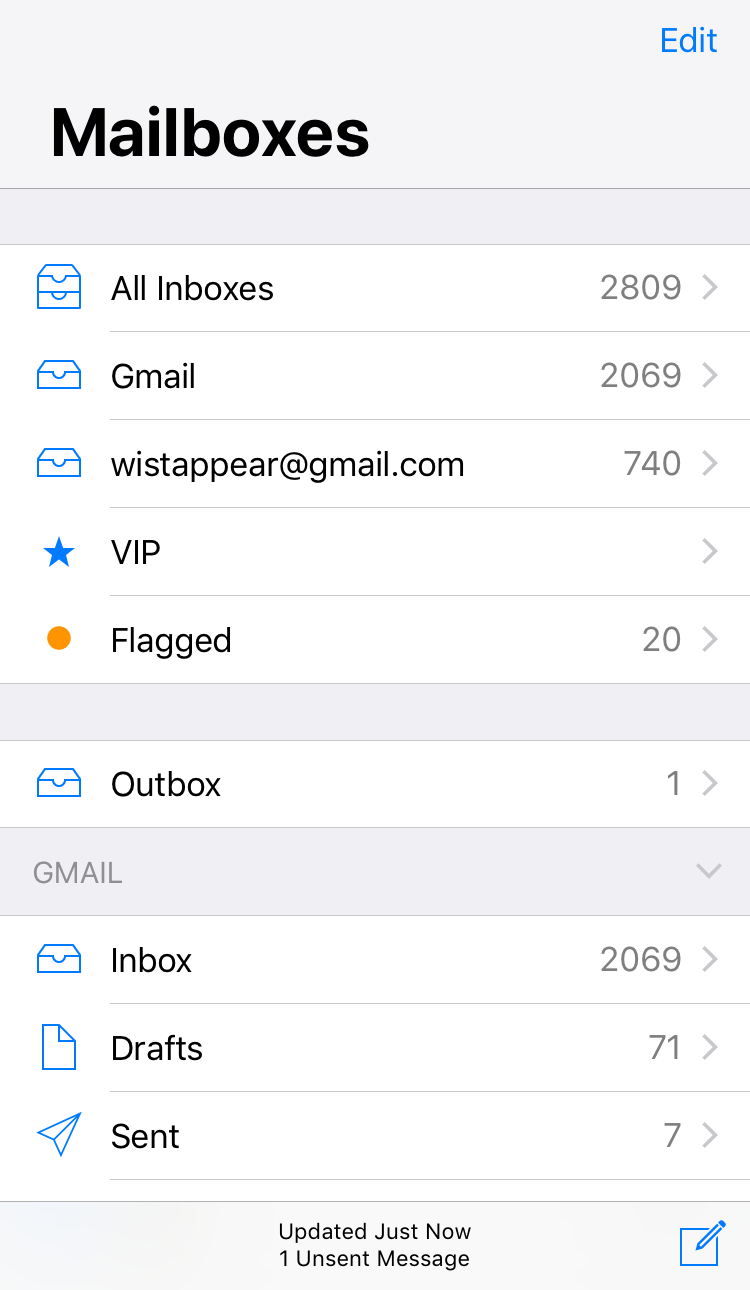 Edit
Mailboxes
All Inboxes 2809
Gmail 2069
wistappear@gmail.com 740
VIP
Flagged 20
Outbox 1
GMAIL
Inbox 2069
Drafts 71
Sent 7
Updated Just Now
1 Unsent Message